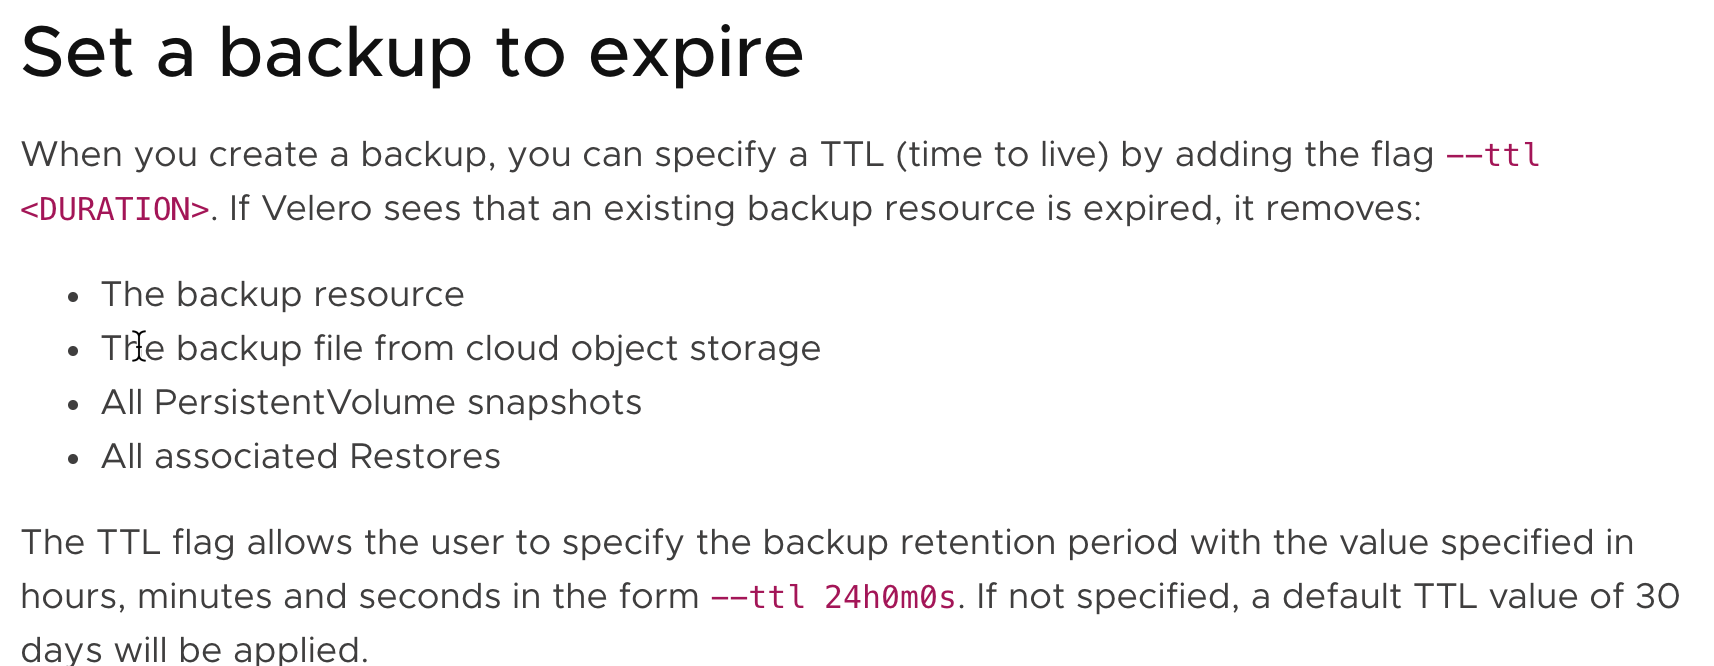 Set a backup to expire
When you create a backup, you can specify a TTL (time to live) by adding the flag --ttl
<DURATION>. If Velero sees that an existing backup resource is expired, it removes:
• The backup resource
• The backup file from cloud object storage
• All PersistentVolume snapshots
• All associated Restores
The TTL flag allows the user to specify the backup retention period with the value specified in
hours, minutes and seconds in the form --ttl 24h0m0s. If not specified, a default TTL value of 30
days will be applied.